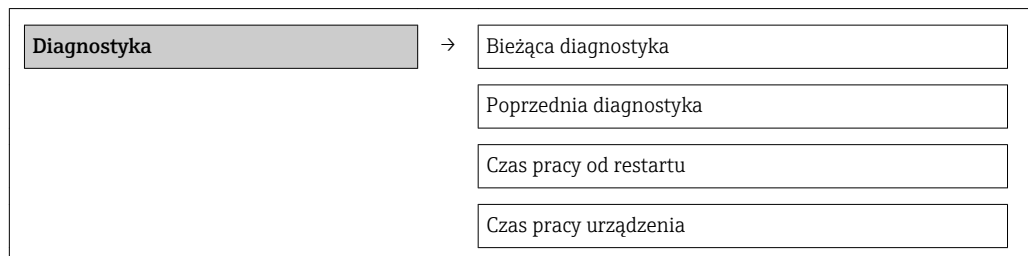 Diagnostyka → Bieżąca diagnostyka
Poprzednia diagnostyka
Czas pracy od restartu
Czas pracy urządzenia